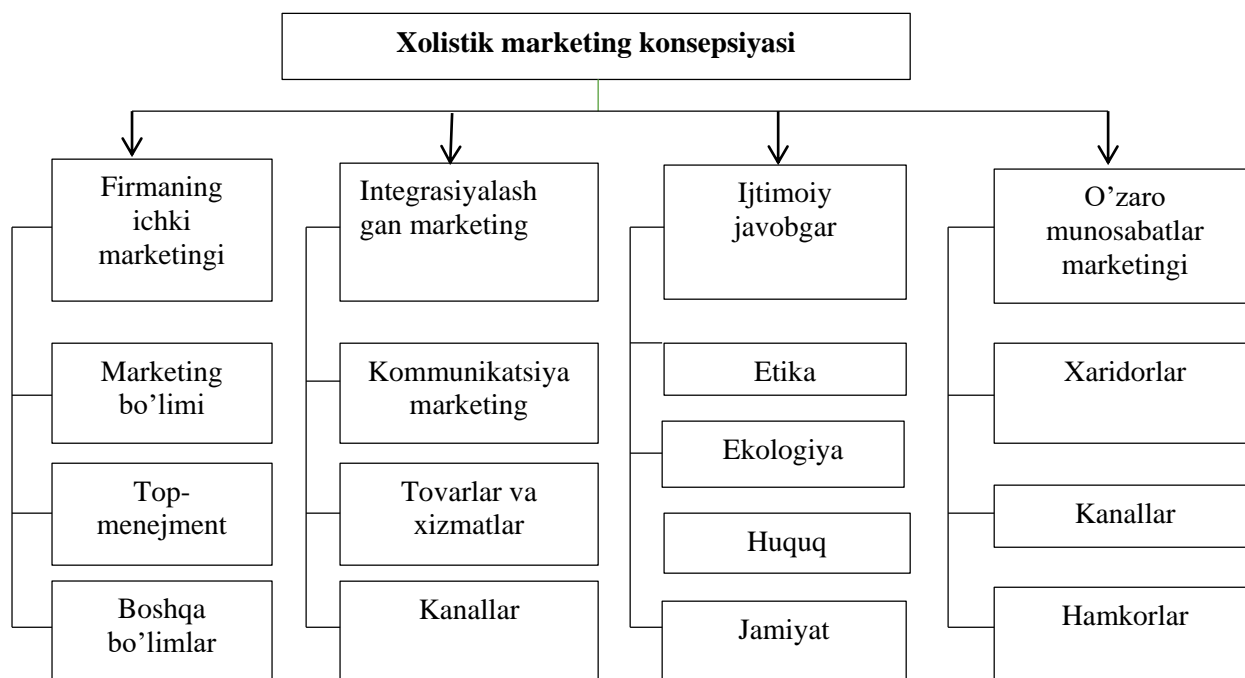 Xolistik marketing konsepsiyasi
Firmaning
ichki
marketingi
Marketing
bo’limi
Top-
menejment
Boshqa
bo’limlar
Integrasiyalash
gan marketing
Kommunikatsiya
marketing
Tovarlar va
xizmatlar
Kanallar
Ijtimoiy
javobgar
Etika
Ekologiya
Huquq
Jamiyat
O’zaro
munosabatlar
marketingi
Xaridorlar
Kanallar
Hamkorlar